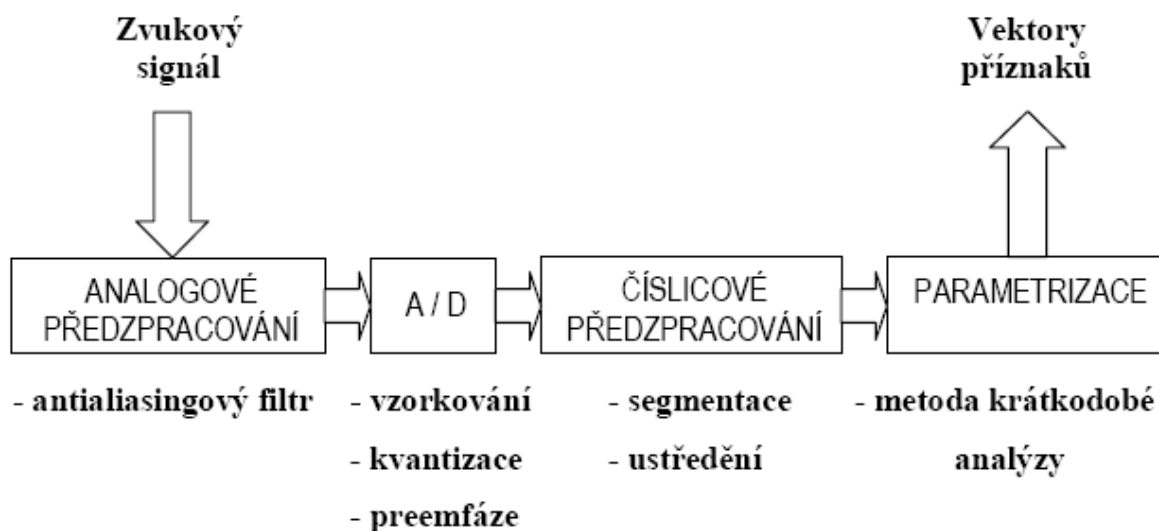 Zvukový
signál
Vektory
příznaků
ANALOGOVÉ
PŘEDZPRACOVÁNÍ
A / D
ČÍSLICOVÉ
PŘEDZPRACOVÁNÍ
PARAMETRIZACE
- antialiasingový filtr
- vzorkování
- kvantizace
- preemfáze
- segmentace
- ustředění
- metoda krátkodobé
analýzy